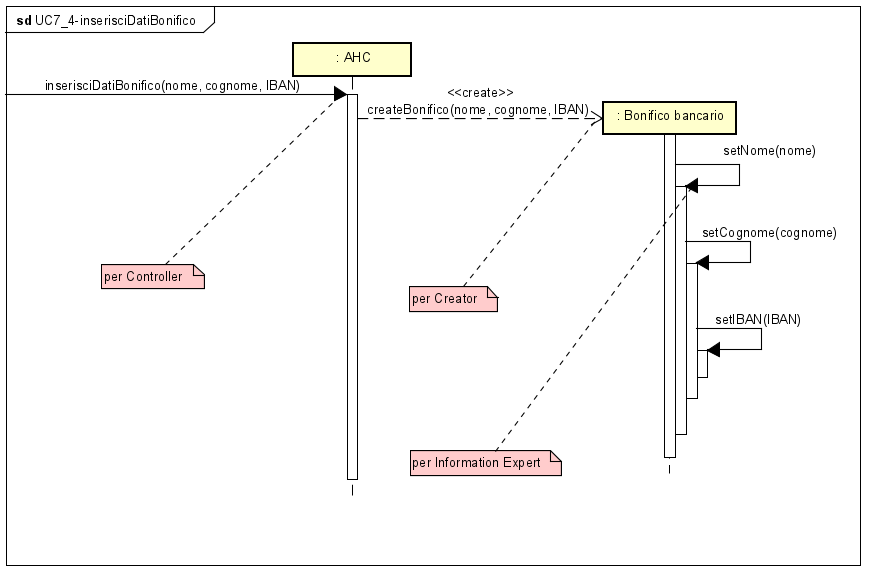 sd UC7_4-inserisciDatiBonifico
: AHC
inserisciDatiBonifico(nome, cognome, IBAN)
<<create>>
createBonifico(nome, cognome, IBAN)
: Bonifico bancario
setNome(nome)
setCognome(cognome)
per Controller
per Creator
setIBAN(IBAN)
per Information Expert